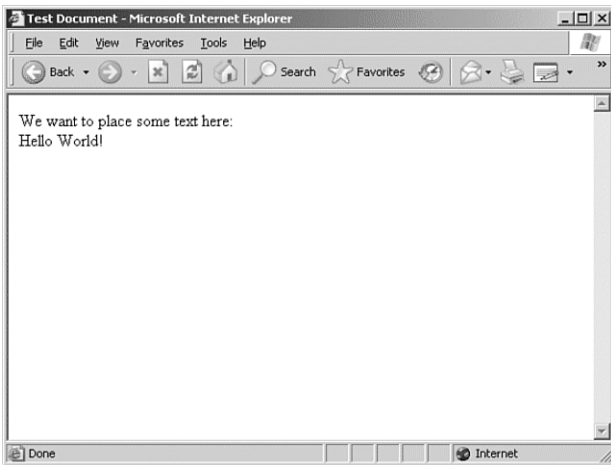 Test Document - Microsoft Internet Explorer
File Edit View Favorites Tools Help
Back Search Favorites »
We want to place some text here:
Hello World!
Done Internet